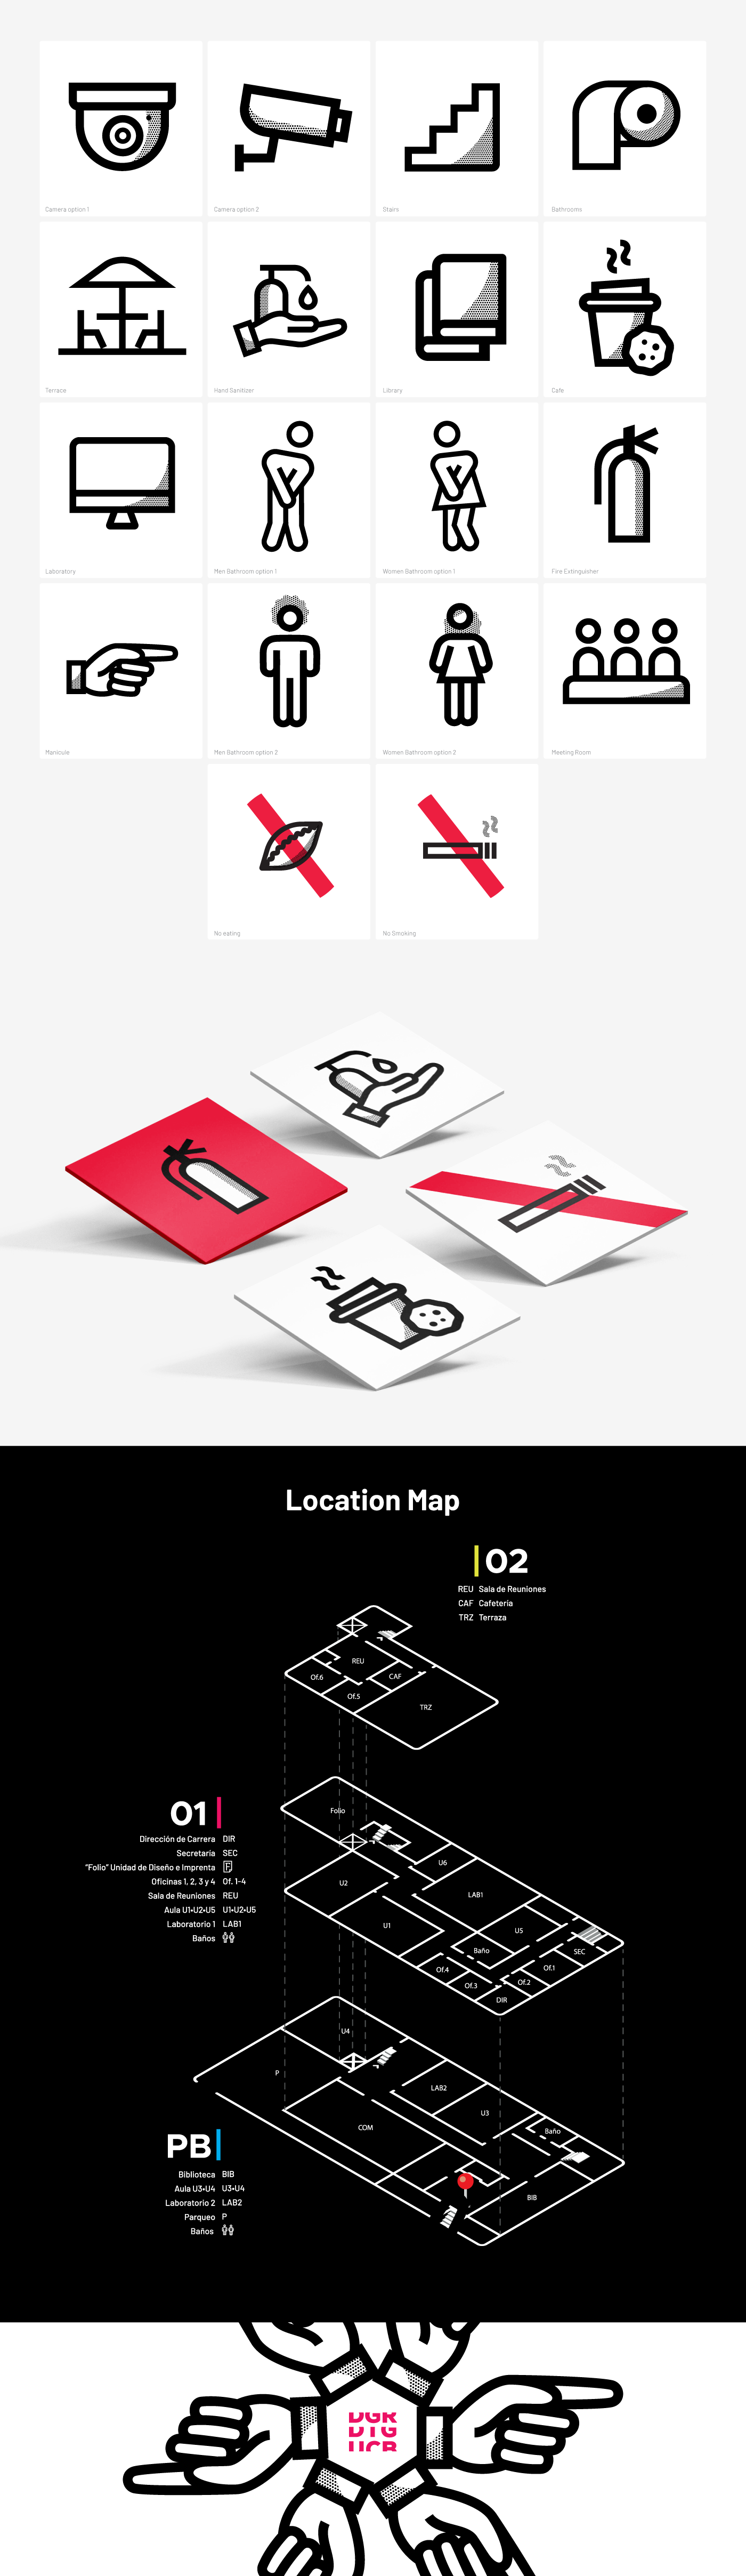 Camera option 1
Camera option 2
Stairs
Bathrooms
Terrace
Hand Sanitizer
Library
Cafe
Laboratory
Men Bathroom option 1
Women Bathroom option 1
Fire Extinguisher
Manicule
Men Bathroom option 2
Women Bathroom option 2
Meeting Room
No eating
No Smoking
Location Map
02
REU Sala de Reuniones
CAF Cafetería
TRZ Terraza
REU
Of.6
CAF
Of.5
TRZ
01
Dirección de Carrera DIR
Secretaría SEC
"Folio" Unidad de Diseño e Imprenta F
Oficinas 1, 2, 3 y 4 Of. 1-4
Sala de Reuniones REU
Aula U1•U2•U5 U1•U2•U5
Laboratorio 1 LAB1
Baños
Folio
U6
U2
LAB1
U1
U5
Baño
SEC
Of.4
Of.1
Of.3
Of.2
DIR
U4
P
LAB2
U3
COM
Baño
BIB
PB
Biblioteca BIB
Aula U3•U4 U3•U4
Laboratorio 2 LAB2
Parqueo P
Baños
DGR
DTG
UCB